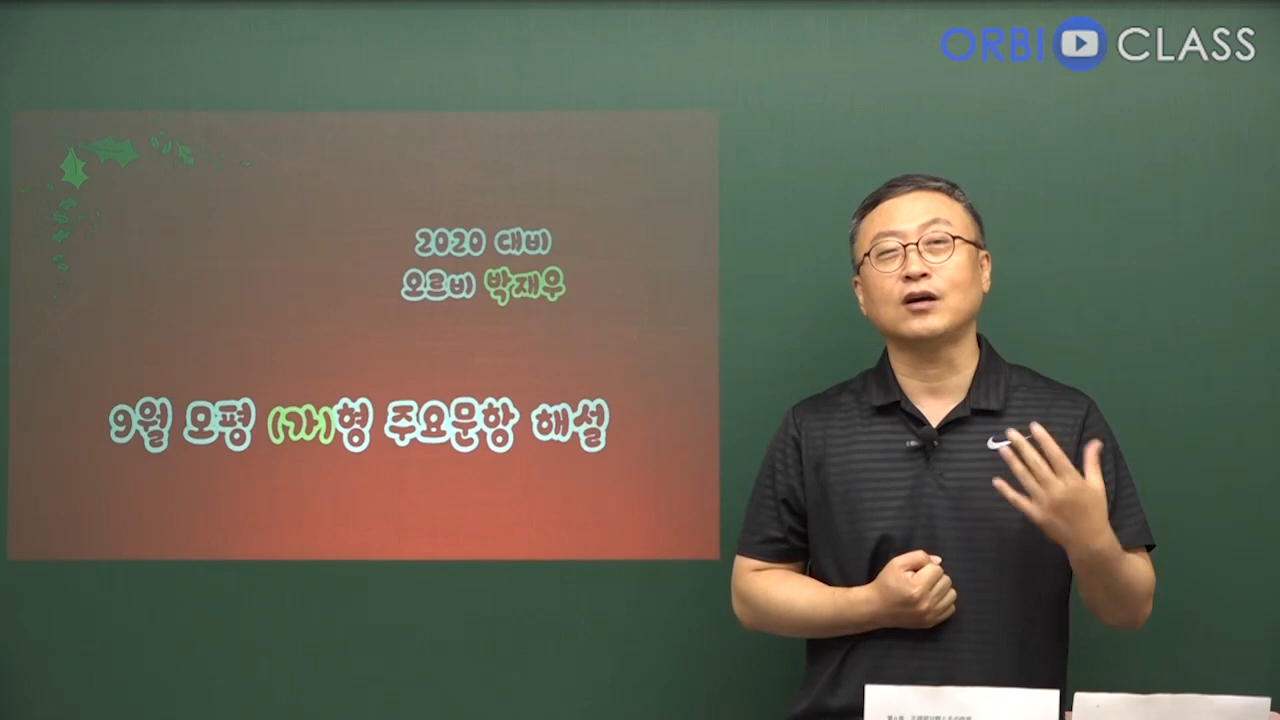 ORBI CLASS
2020 대비
오르비 박재우
9월 모평 (가)형 주요문항 해설